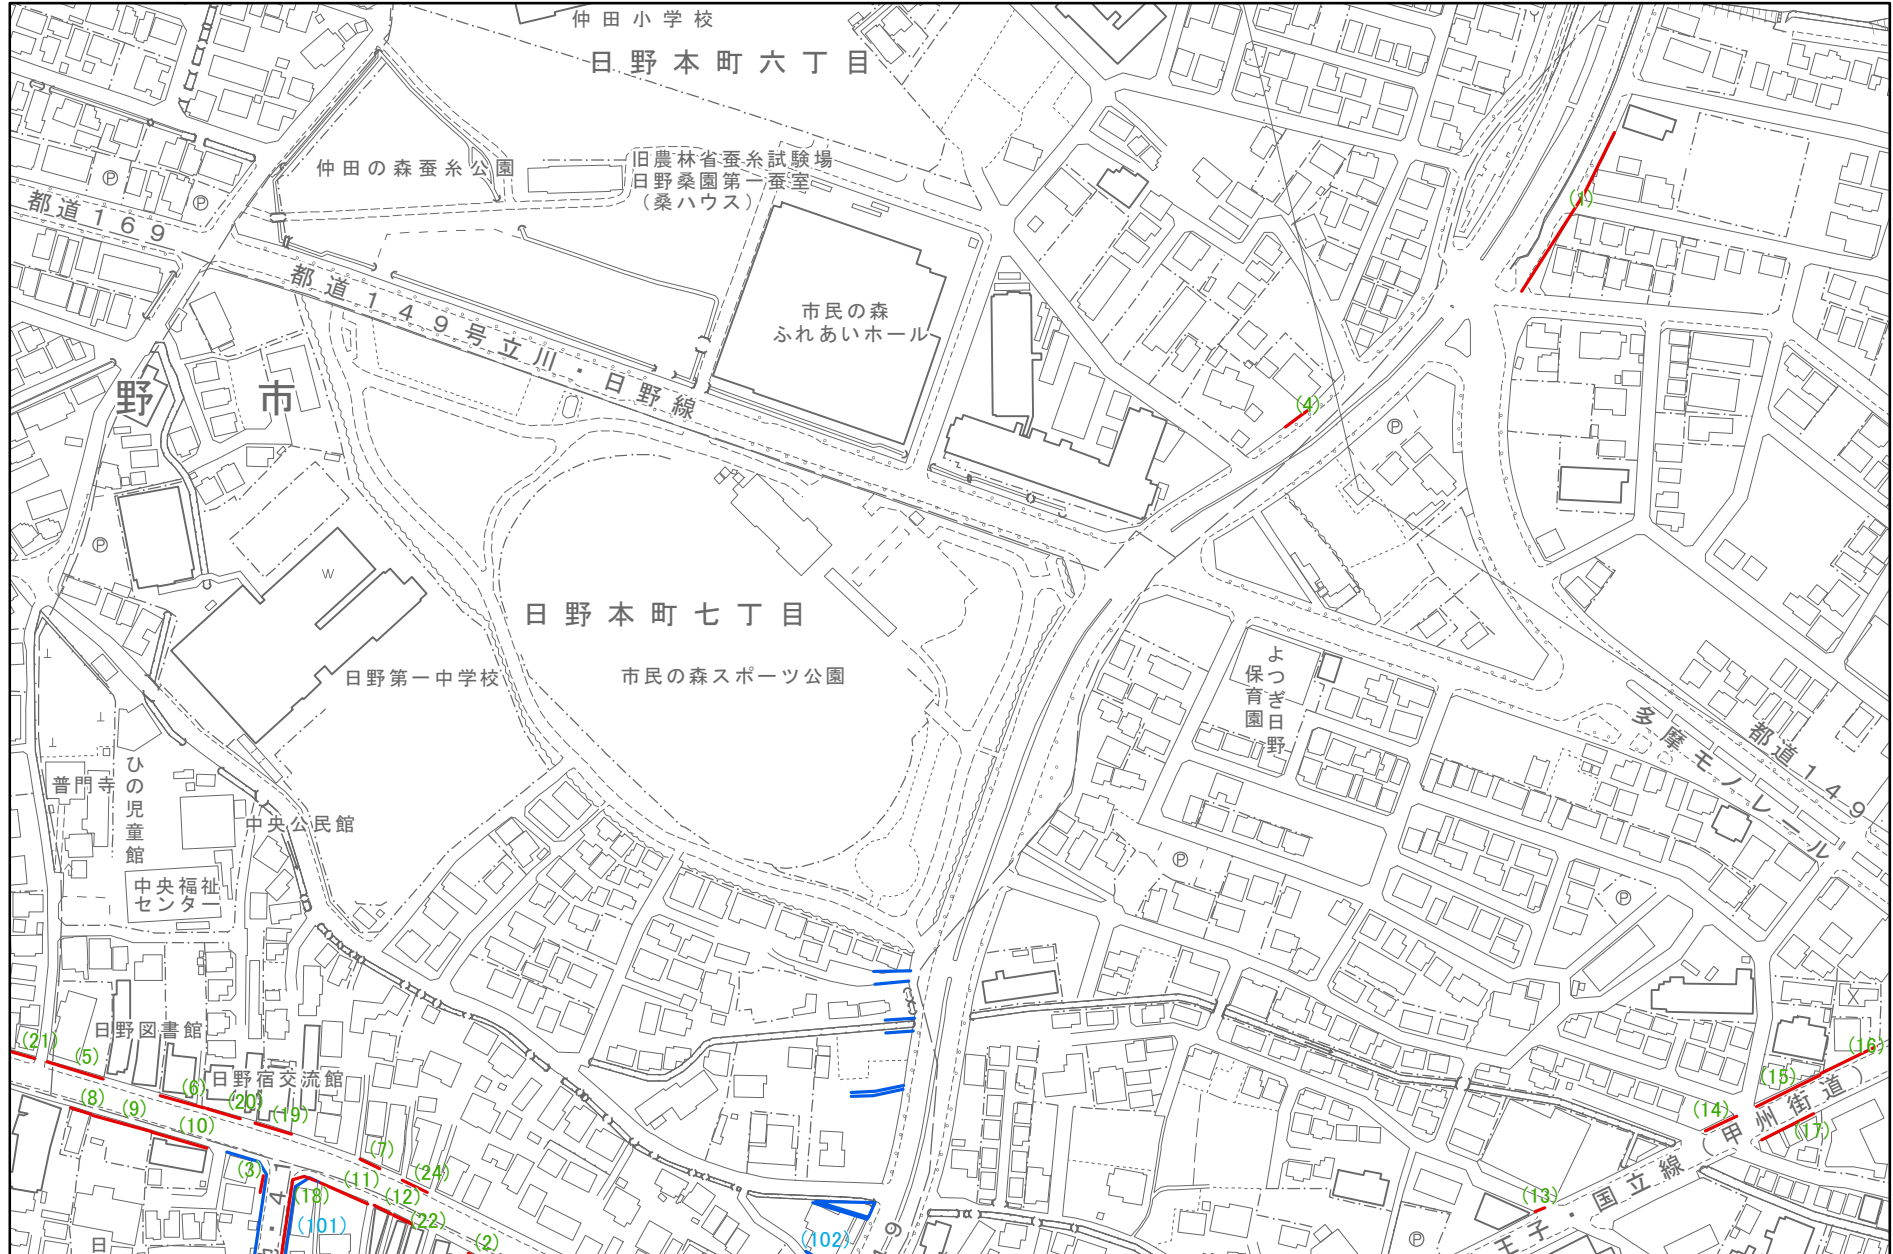 仲田小学校
日野本町六丁目
仲田の森蚕糸公園
旧農林省蚕糸試験場
日野桑園第一蚕室
(桑ハウス)
Ⓟ
Ⓟ
都道169
(1)
都道149号立川・日野線
市民の森
ふれあいホール
野市
(4)
Ⓟ
Ⓟ
W
日野本町七丁目
日野第一中学校
市民の森スポーツ公園
よつぎ日野
保育園
多摩モノレール
都道149
普門寺
ひの児童館
中央公民館
中央福祉
センター
Ⓟ
Ⓟ
日野図書館
日野宿交流館
(21)
(5)
(6)
(20)
(19)
(8)
(9)
(10)
(7)
(24)
(3)
(18)
(11)
(12)
(22)
(101)
(2)
(102)
(16)
(15)
(14)
(17)
(13)
甲州街道)
王子・国立線(
Ⓟ
日
4
9